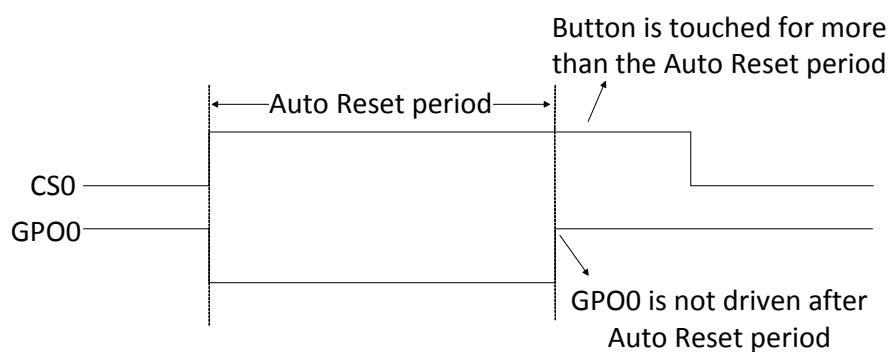 Button is touched for more
than the Auto Reset period
Auto Reset period
CS0
GPO0
GPO0 is not driven after
Auto Reset period